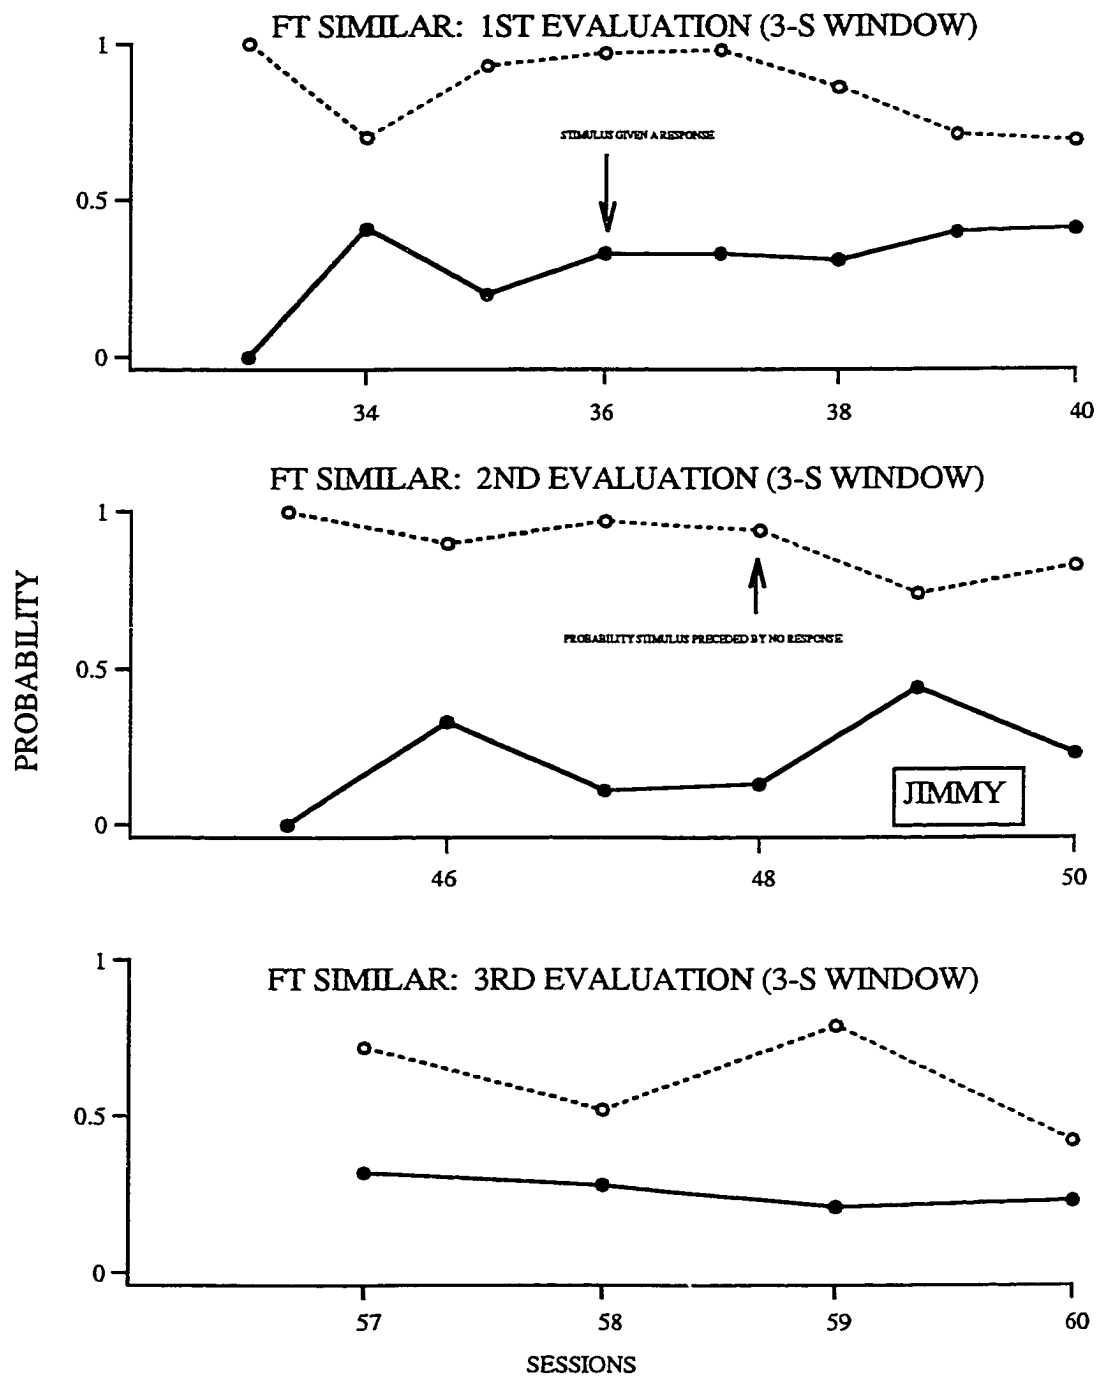 FT SIMILAR: 1ST EVALUATION (3-S WINDOW)
1
STIMULUS GIVEN A RESPONSE
0.5
0
34 36 38 40
FT SIMILAR: 2ND EVALUATION (3-S WINDOW)
1
PROBABILITY STIMULUS PRECEDED BY NO RESPONSE
0.5
PROBABILITY
JIMMY
0
46 48 50
1
FT SIMILAR: 3RD EVALUATION (3-S WINDOW)
0.5
0
57 58 59 60
SESSIONS